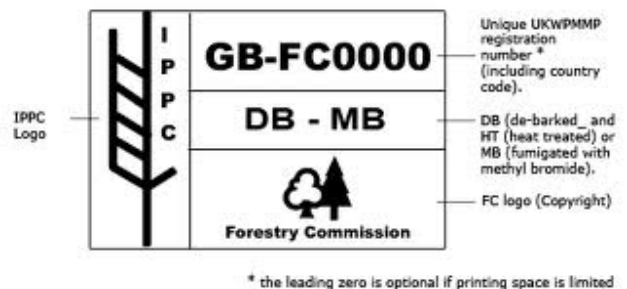 IPPC
GB-FC0000
DB - MB
Forestry Commission
IPPC
Logo
Unique UKWPMMP
registration
number *
(including country
code).
DB (de-barked_ and
HT (heat treated) or
MB (fumigated with
methyl bromide).
FC logo (Copyright)
* the leading zero is optional if printing space is limited